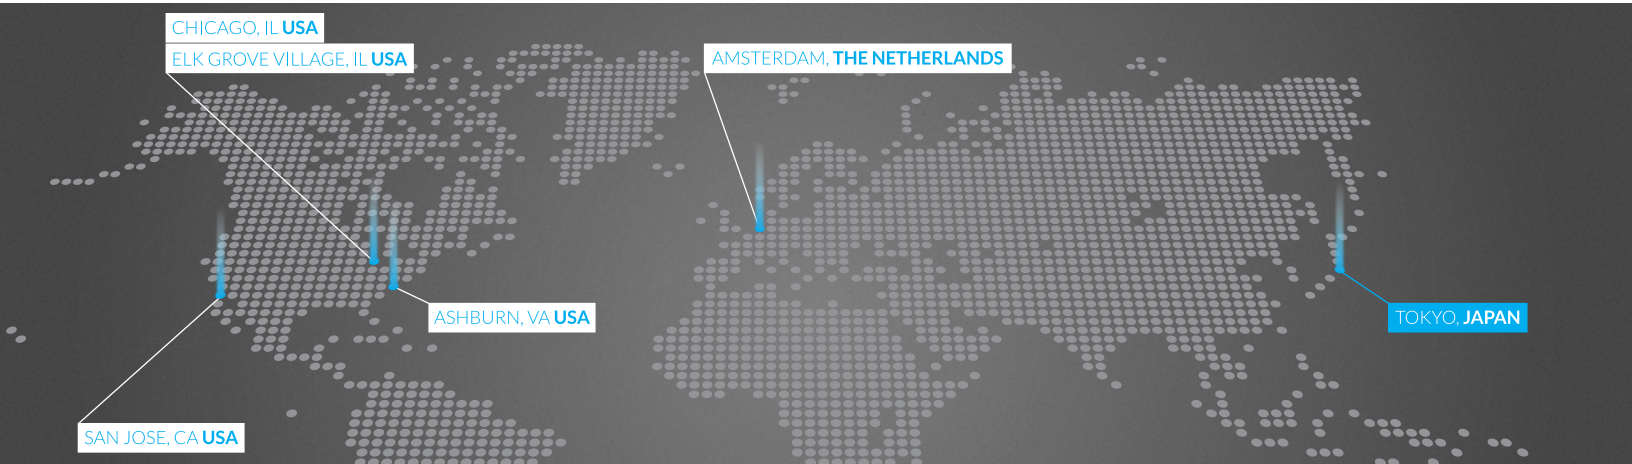 CHICAGO, IL USA
ELK GROVE VILLAGE, IL USA
AMSTERDAM, THE NETHERLANDS
ASHBURN, VA USA
TOKYO, JAPAN
SAN JOSE, CA USA